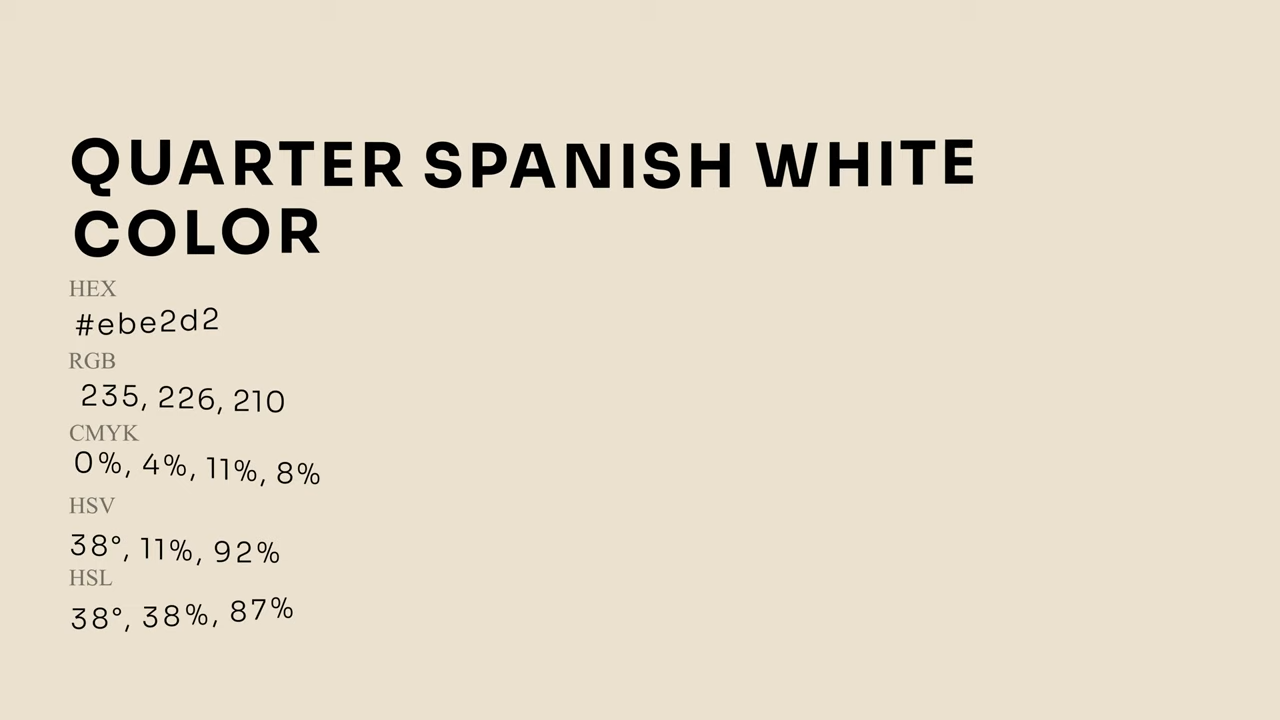 QUARTER SPANISH WHITE
COLOR
HEX
#ebe2d2
RGB
235, 226, 210
CMYK
0%, 4%, 11%, 8%
HSV
38°, 11%, 92%
HSL
38°, 38%, 87%